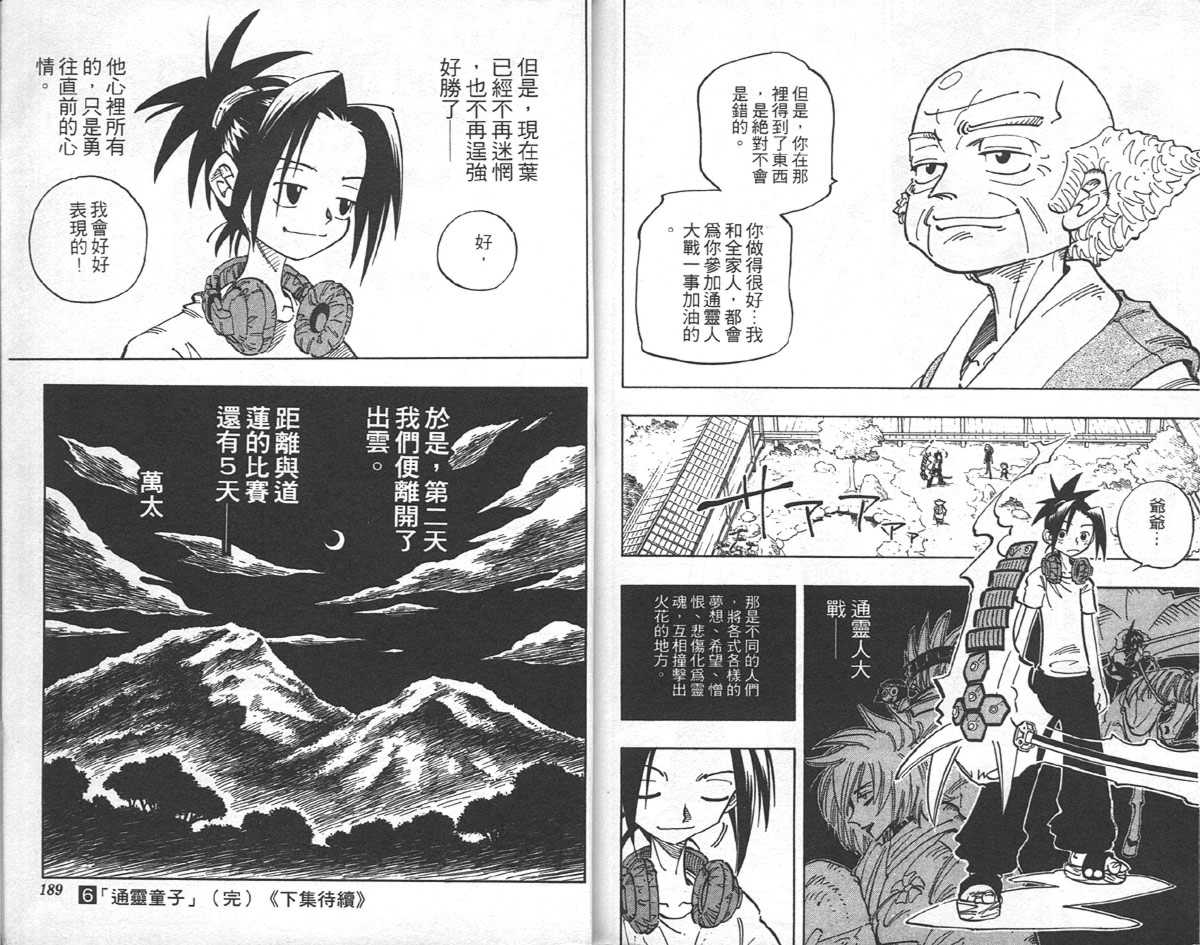 但是，你在那
裡得到了東西
，是絶對不會
是錯的。
你做得很好…我
和全家人，都會
爲你參加通靈人
大戰一事加油的
。
爺爺…
サァアァァ
通靈人大
戰——
那是不同的人們
，將各式各樣的
夢想、希望、憎
恨、悲傷化爲靈
魂，互相撞擊出
火花的地方。
但是，現在葉
已經不再迷惘
，也不再逞強
好勝了——
好，
他心裡所有
的，只是勇
往直前的心
情。
我會好好
表現的！
於是，第二天
我們便離開了
出雲。
距離與道
蓮的比賽
還有5天——
萬太
189
6「通靈童子」（完）《下集待續》